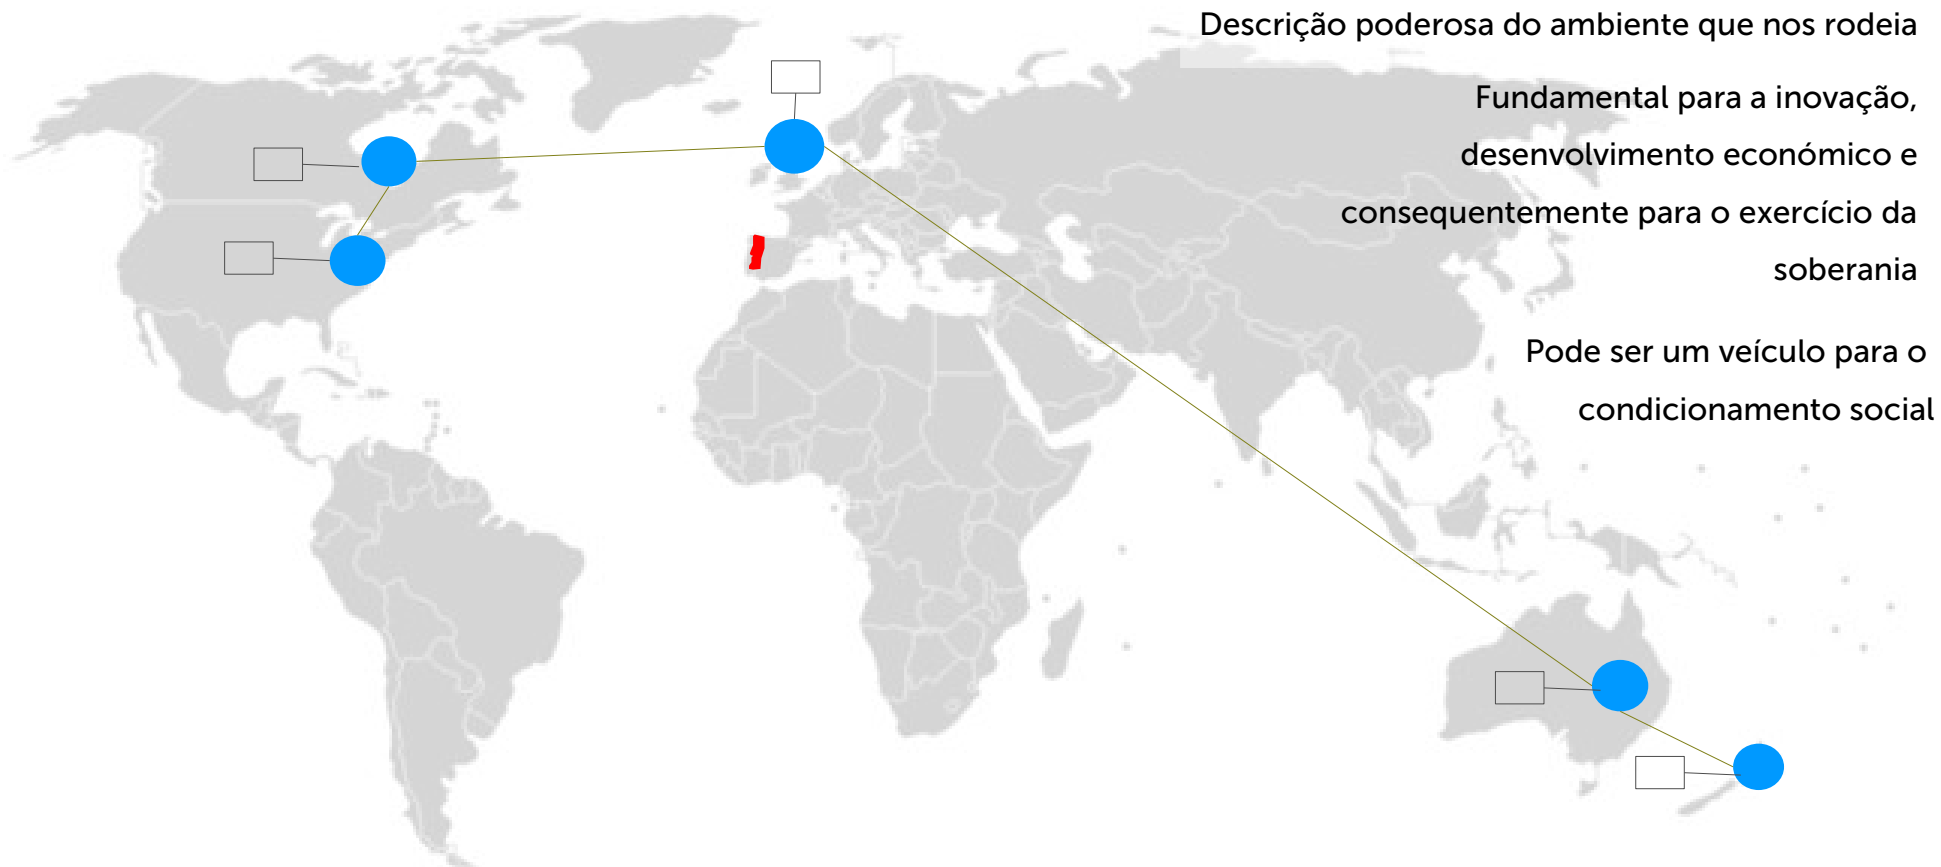 Descrição poderosa do ambiente que nos rodeia
Fundamental para a inovação,
desenvolvimento económico e
consequentemente para o exercício da
soberania
Pode ser um veículo para o
condicionamento social